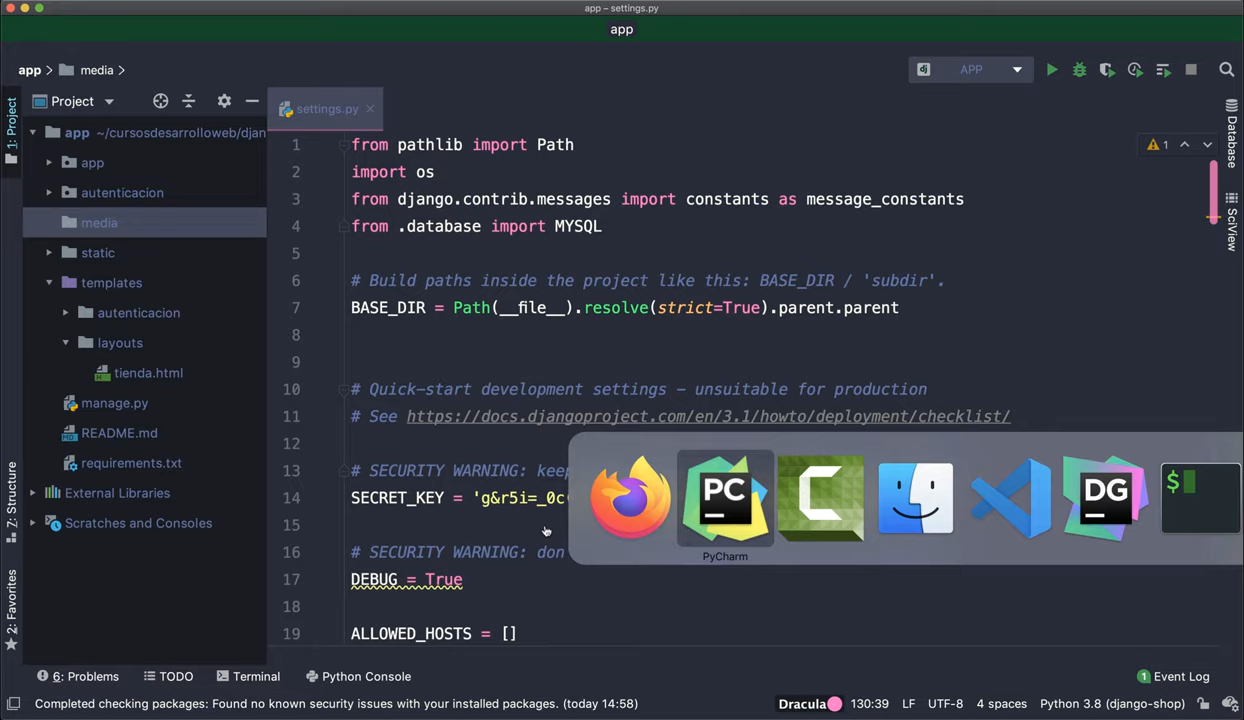 app – settings.py
app
app > media >
APP
Project
settings.py
1: Project
app ~/cursosdesarrolloweb/djan
app
autenticacion
media
static
templates
autenticacion
layouts
tienda.html
manage.py
README.md
requirements.txt
External Libraries
Scratches and Consoles
7: Structure
2: Favorites
1 from pathlib import Path
2 import os
3 from django.contrib.messages import constants as message_constants
4 from .database import MYSQL
5
6 # Build paths inside the project like this: BASE_DIR / 'subdir'.
7 BASE_DIR = Path(__file__).resolve(strict=True).parent.parent
8
9
10 # Quick-start development settings - unsuitable for production
11 # See https://docs.djangoproject.com/en/3.1/howto/deployment/checklist/
12
13 # SECURITY WARNING: keep
14 SECRET_KEY = 'g&r5i=_0c
15
16 # SECURITY WARNING: don
17 DEBUG = True
18
19 ALLOWED_HOSTS = []
1
Database
SciView
PC
C
DG
$
PyCharm
6: Problems
TODO
Terminal
Python Console
1 Event Log
Completed checking packages: Found no known security issues with your installed packages. (today 14:58)
Dracula
130:39
LF
UTF-8
4 spaces
Python 3.8 (django-shop)